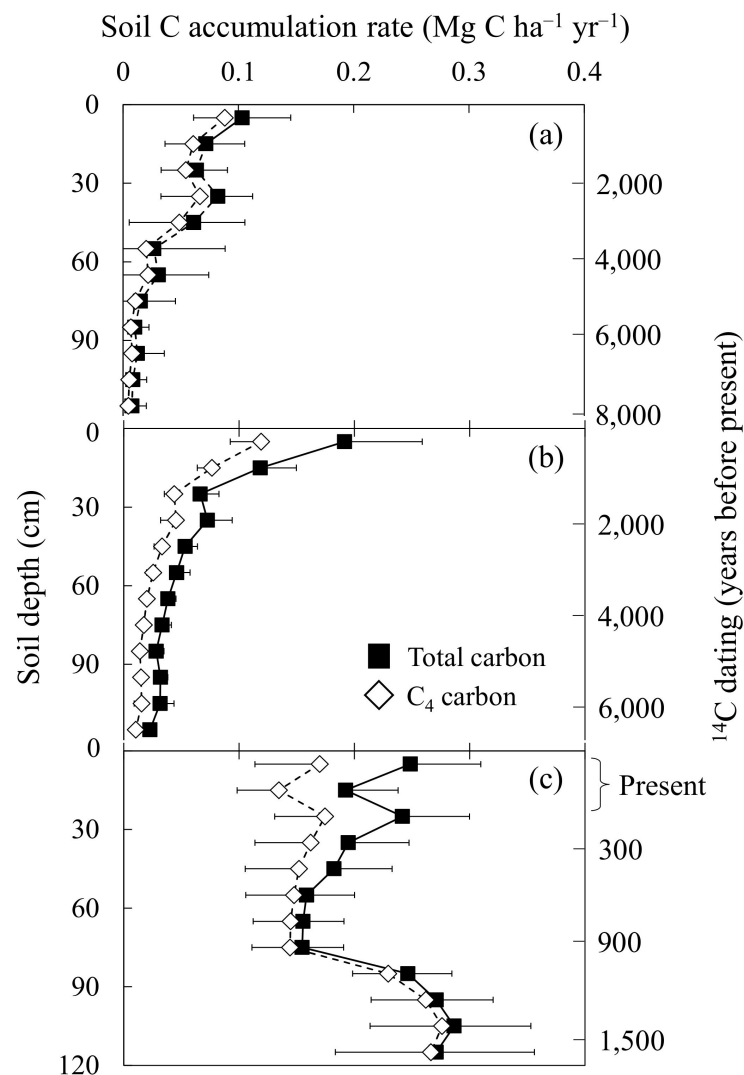 Soil C accumulation rate (Mg C ha⁻¹ yr⁻¹)
0 0.1 0.2 0.3 0.4
0
(a)
30 2,000
60 4,000
90 6,000
8,000
0
(b)
30 2,000
60 4,000
Total carbon
90
C₄ carbon
6,000
0
(c)
Present
30 300
60
900
90
1,500
120
Soil depth (cm)
¹⁴C dating (years before present)